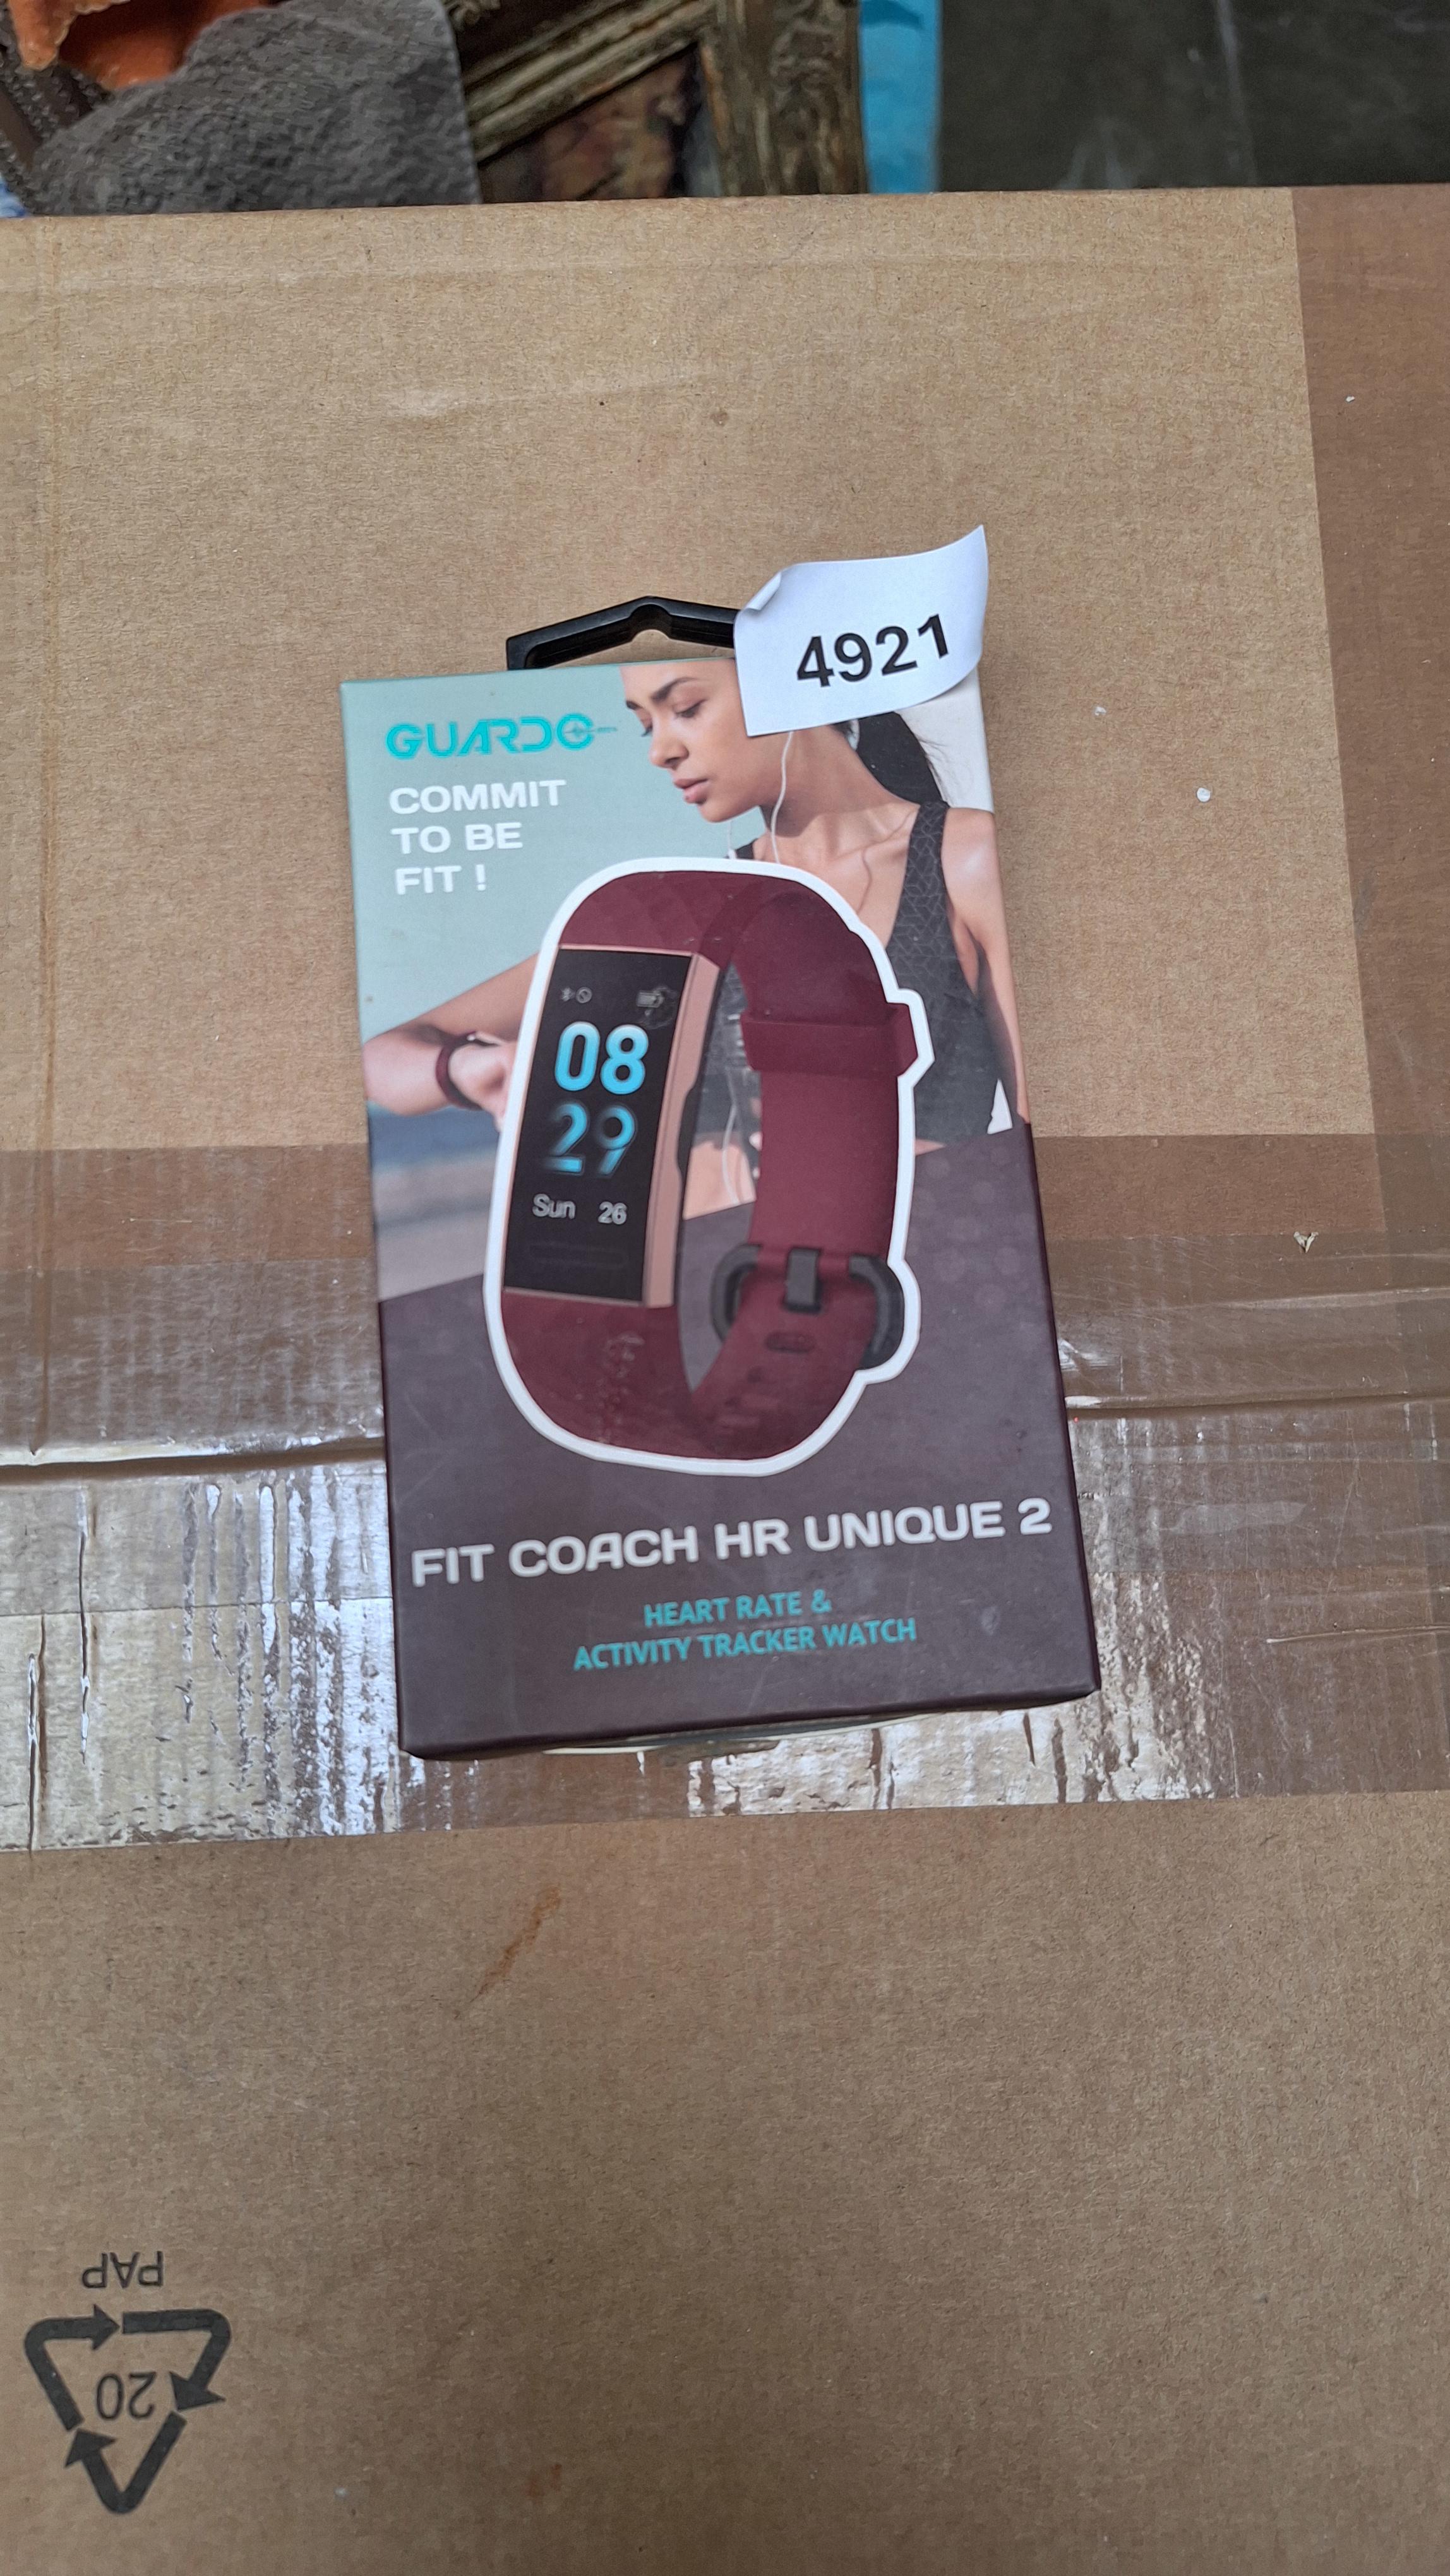 4921
GUARDO
COMMIT
TO BE
FIT !
08
29
Sun 26
FIT COACH HR UNIQUE 2
HEART RATE &
ACTIVITY TRACKER WATCH
PAP
20